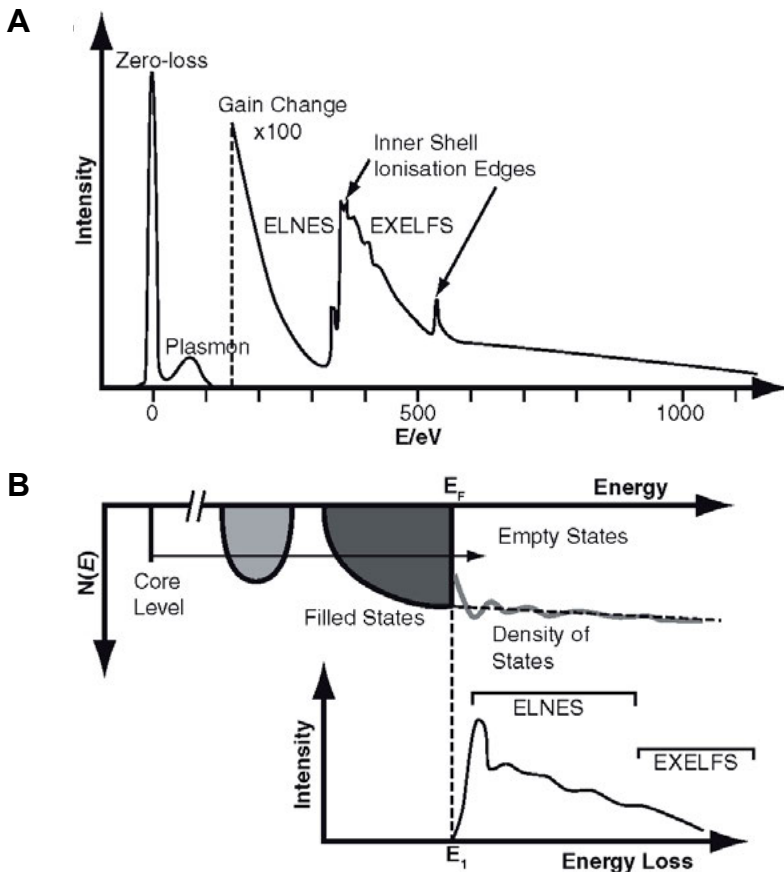 A
Zero-loss
Gain Change
x100
Inner Shell
Ionisation Edges
ELNES
EXELFS
Plasmon
Intensity
0
500
1000
E/eV
B
E_F
Energy
Empty States
N(E)
Core
Level
Filled States
Density of
States
ELNES
EXELFS
Intensity
E_1
Energy Loss